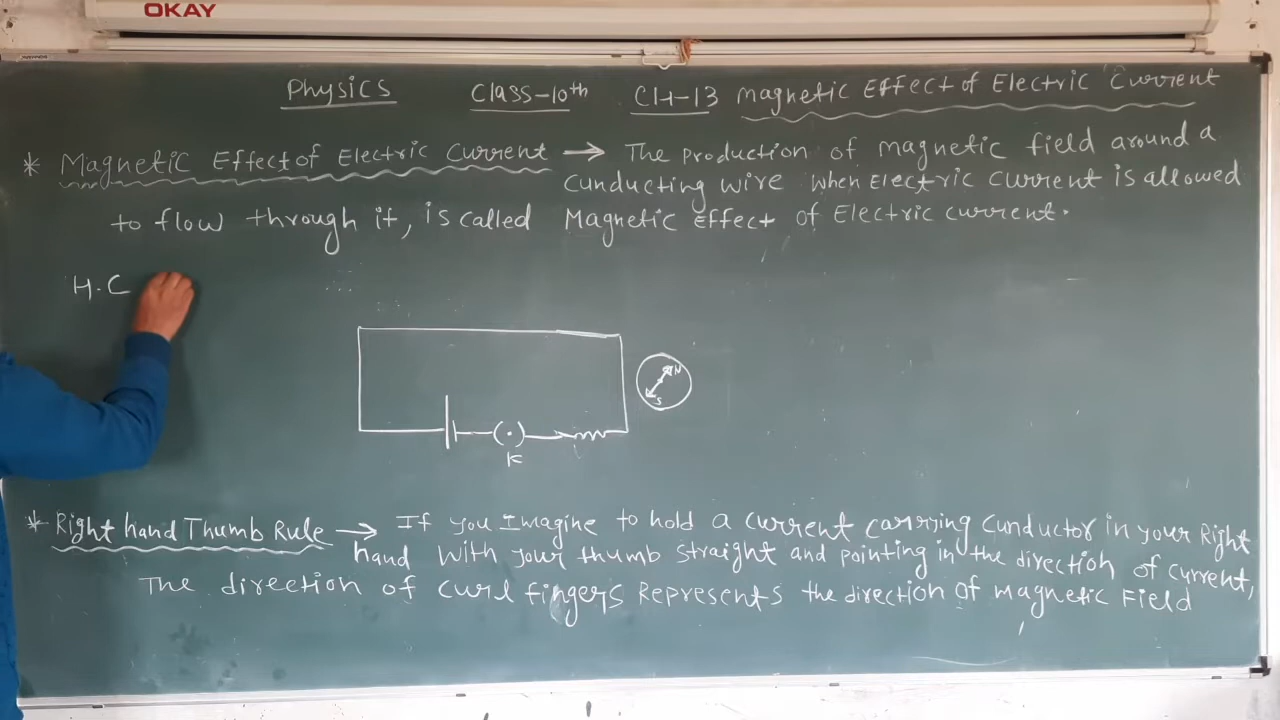 OKAY
Physics Class-10th CH-13 Magnetic Effect of Electric Current
* Magnetic Effect of Electric Current → The production of magnetic field around a
cunducting wire when Electric current is allowed
to flow through it, is called Magnetic Effect of Electric current.
H.C
N
S
K
* Right hand Thumb Rule → If you Imagine to hold a current carrying cunductor in your Right
hand with your thumb straight and pointing in the direction of current,
The direction of curl fingers Represents the direction of magnetic Field